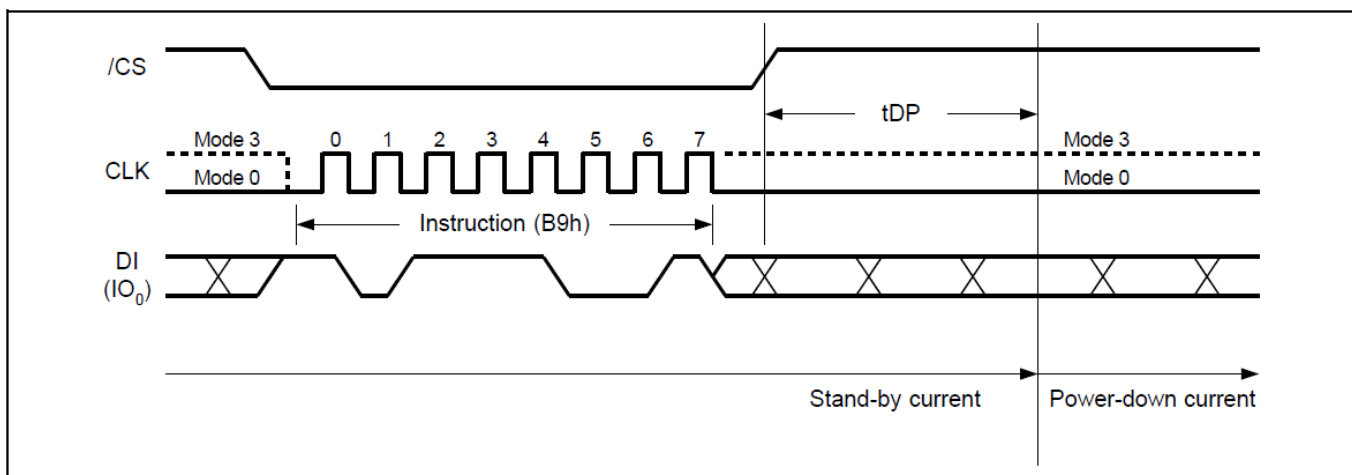 /CS
tDP
Mode 3 0 1 2 3 4 5 6 7 Mode 3
CLK
Mode 0 Mode 0
Instruction (B9h)
DI
(IO0)
Stand-by current Power-down current